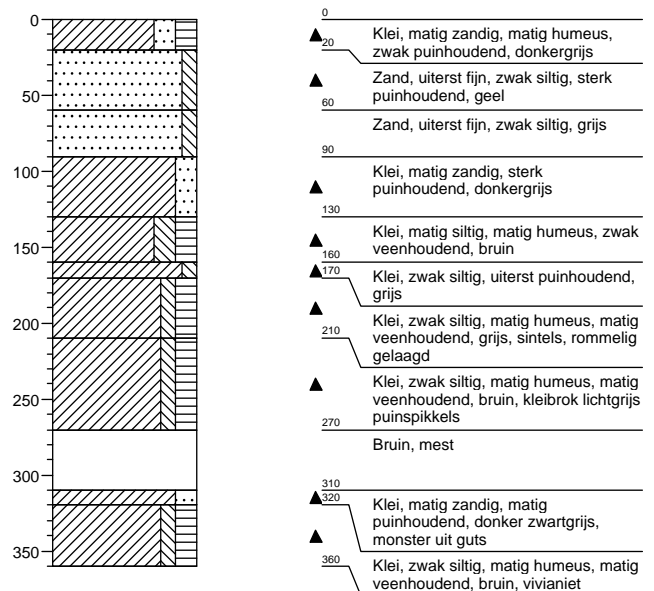 0
50
100
150
200
250
300
350
0
Klei, matig zandig, matig humeus,
zwak puinhoudend, donkergrijs
20
Zand, uiterst fijn, zwak siltig, sterk
puinhoudend, geel
60
Zand, uiterst fijn, zwak siltig, grijs
90
Klei, matig zandig, sterk
puinhoudend, donkergrijs
130
Klei, matig siltig, matig humeus, zwak
veenhoudend, bruin
160
170
Klei, zwak siltig, uiterst puinhoudend,
grijs
Klei, zwak siltig, matig humeus, matig
veenhoudend, grijs, sintels, rommelig
gelaagd
210
Klei, zwak siltig, matig humeus, matig
veenhoudend, bruin, kleibrok lichtgrijs
puinspikkels
270
Bruin, mest
310
320
Klei, matig zandig, matig
puinhoudend, donker zwartgrijs,
monster uit guts
360
Klei, zwak siltig, matig humeus, matig
veenhoudend, bruin, vivianiet